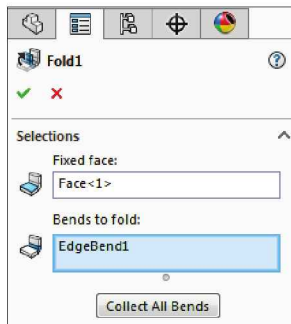 Fold1
Selections
Fixed face:
Face<1>
Bends to fold:
EdgeBend1
Collect All Bends